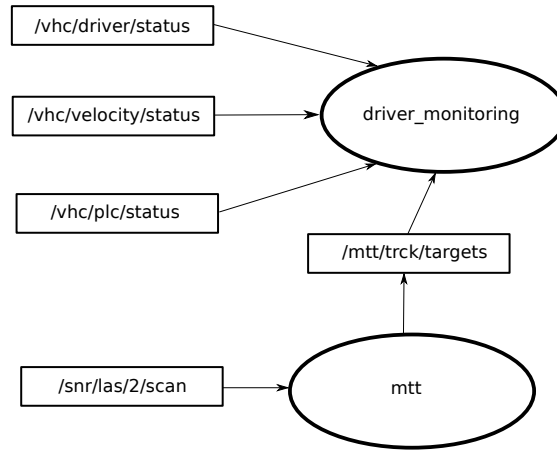 /vhc/driver/status
/vhc/velocity/status
driver_monitoring
/vhc/plc/status
/mtt/trck/targets
/snr/las/2/scan
mtt